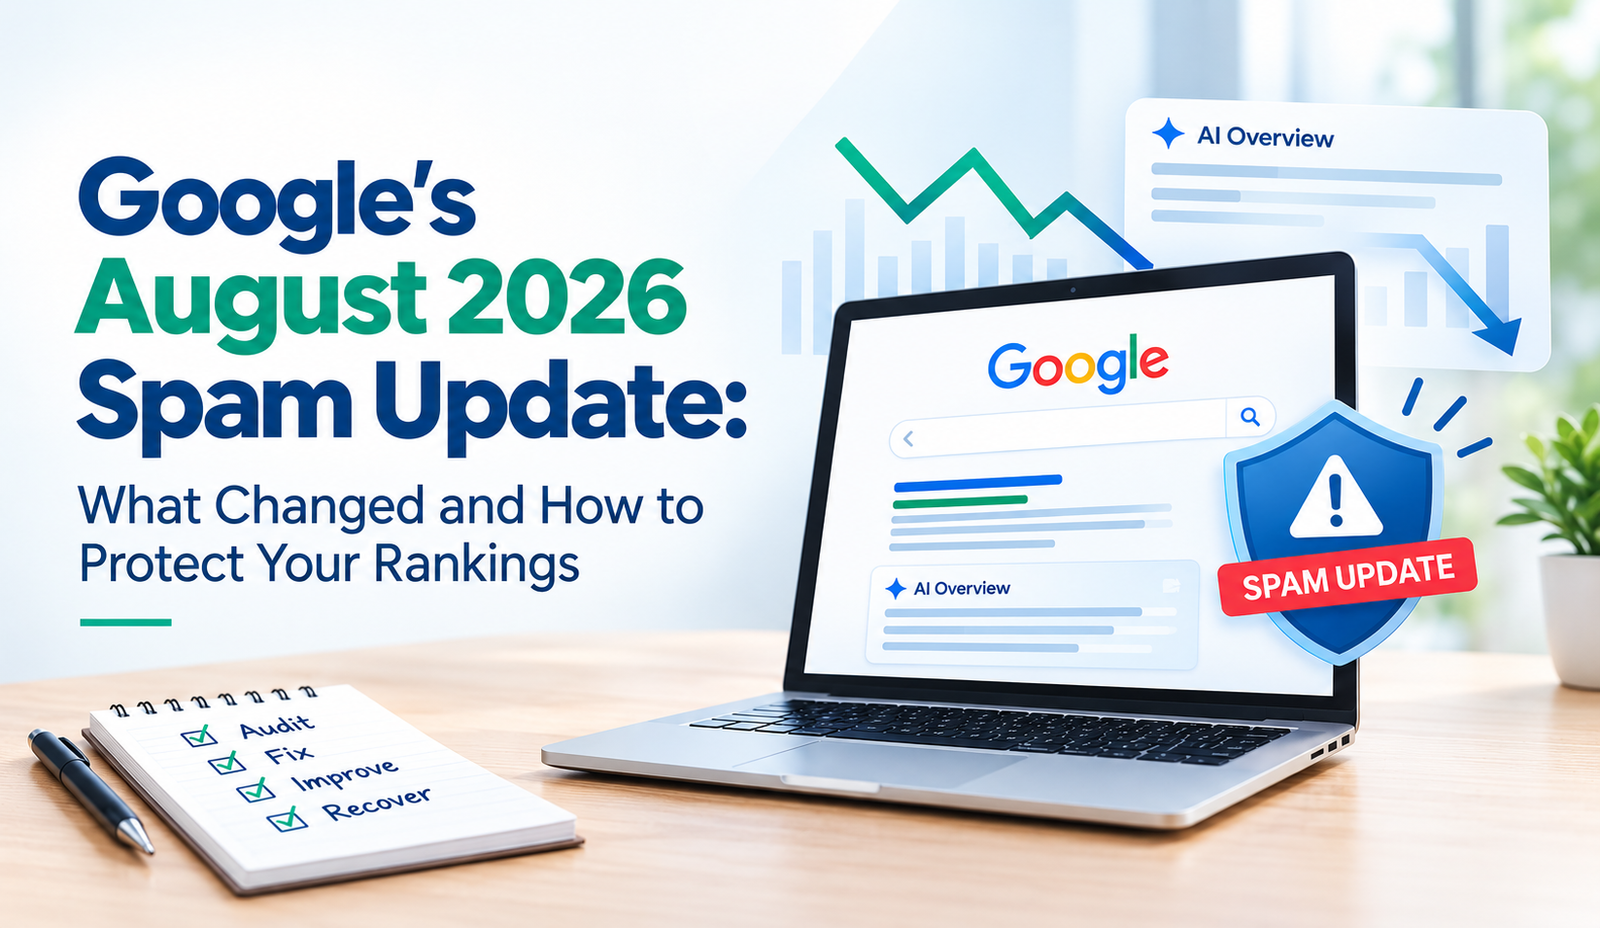 Google’s
August 2026
Spam Update:
What Changed and How to
Protect Your Rankings
AI Overview
Google
AI Overview
SPAM UPDATE
Audit
Fix
Improve
Recover